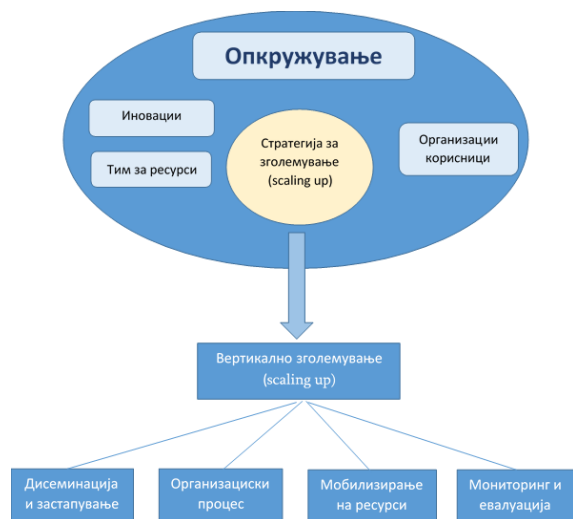 Опкружување
Иновации
Тим за ресурси
Стратегија за
зголемување
(scaling up)
Организации
корисници
Вертикално зголемување
(scaling up)
Дисеминација
и застапување
Организациски
процес
Мобилизирање
на ресурси
Мониторинг и
евалуација